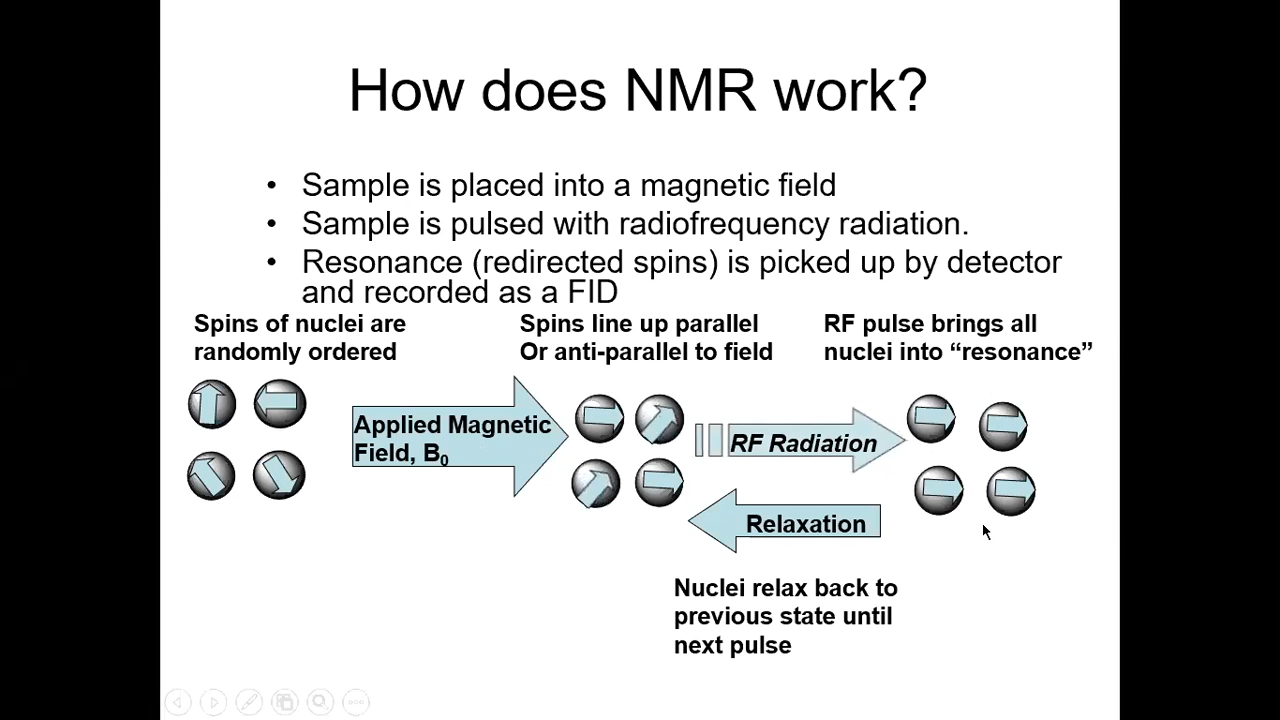 How does NMR work?
• Sample is placed into a magnetic field
• Sample is pulsed with radiofrequency radiation.
• Resonance (redirected spins) is picked up by detector
and recorded as a FID
Spins of nuclei are
randomly ordered
Spins line up parallel
Or anti-parallel to field
RF pulse brings all
nuclei into “resonance”
Applied Magnetic
Field, B₀
RF Radiation
Relaxation
Nuclei relax back to
previous state until
next pulse